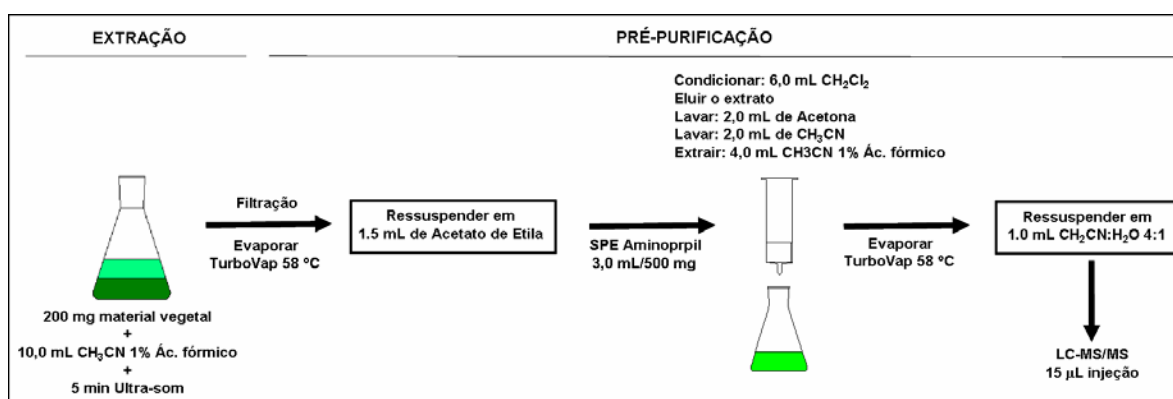 EXTRAÇÃO
PRÉ-PURIFICAÇÃO
Condicionar: 6,0 mL CH₂Cl₂
Eluir o extrato
Lavar: 2,0 mL de Acetona
Lavar: 2,0 mL de CH₃CN
Extrair: 4,0 mL CH3CN 1% Ác. fórmico
Filtração
Evaporar
TurboVap 58 ºC
Ressuspender em
1.5 mL de Acetato de Etila
SPE Aminoprpil
3,0 mL/500 mg
Evaporar
TurboVap 58 ºC
Ressuspender em
1.0 mL CH₂CN:H₂O 4:1
200 mg material vegetal
+
10,0 mL CH₃CN 1% Ác. fórmico
+
5 min Ultra-som
LC-MS/MS
15 µL injeção